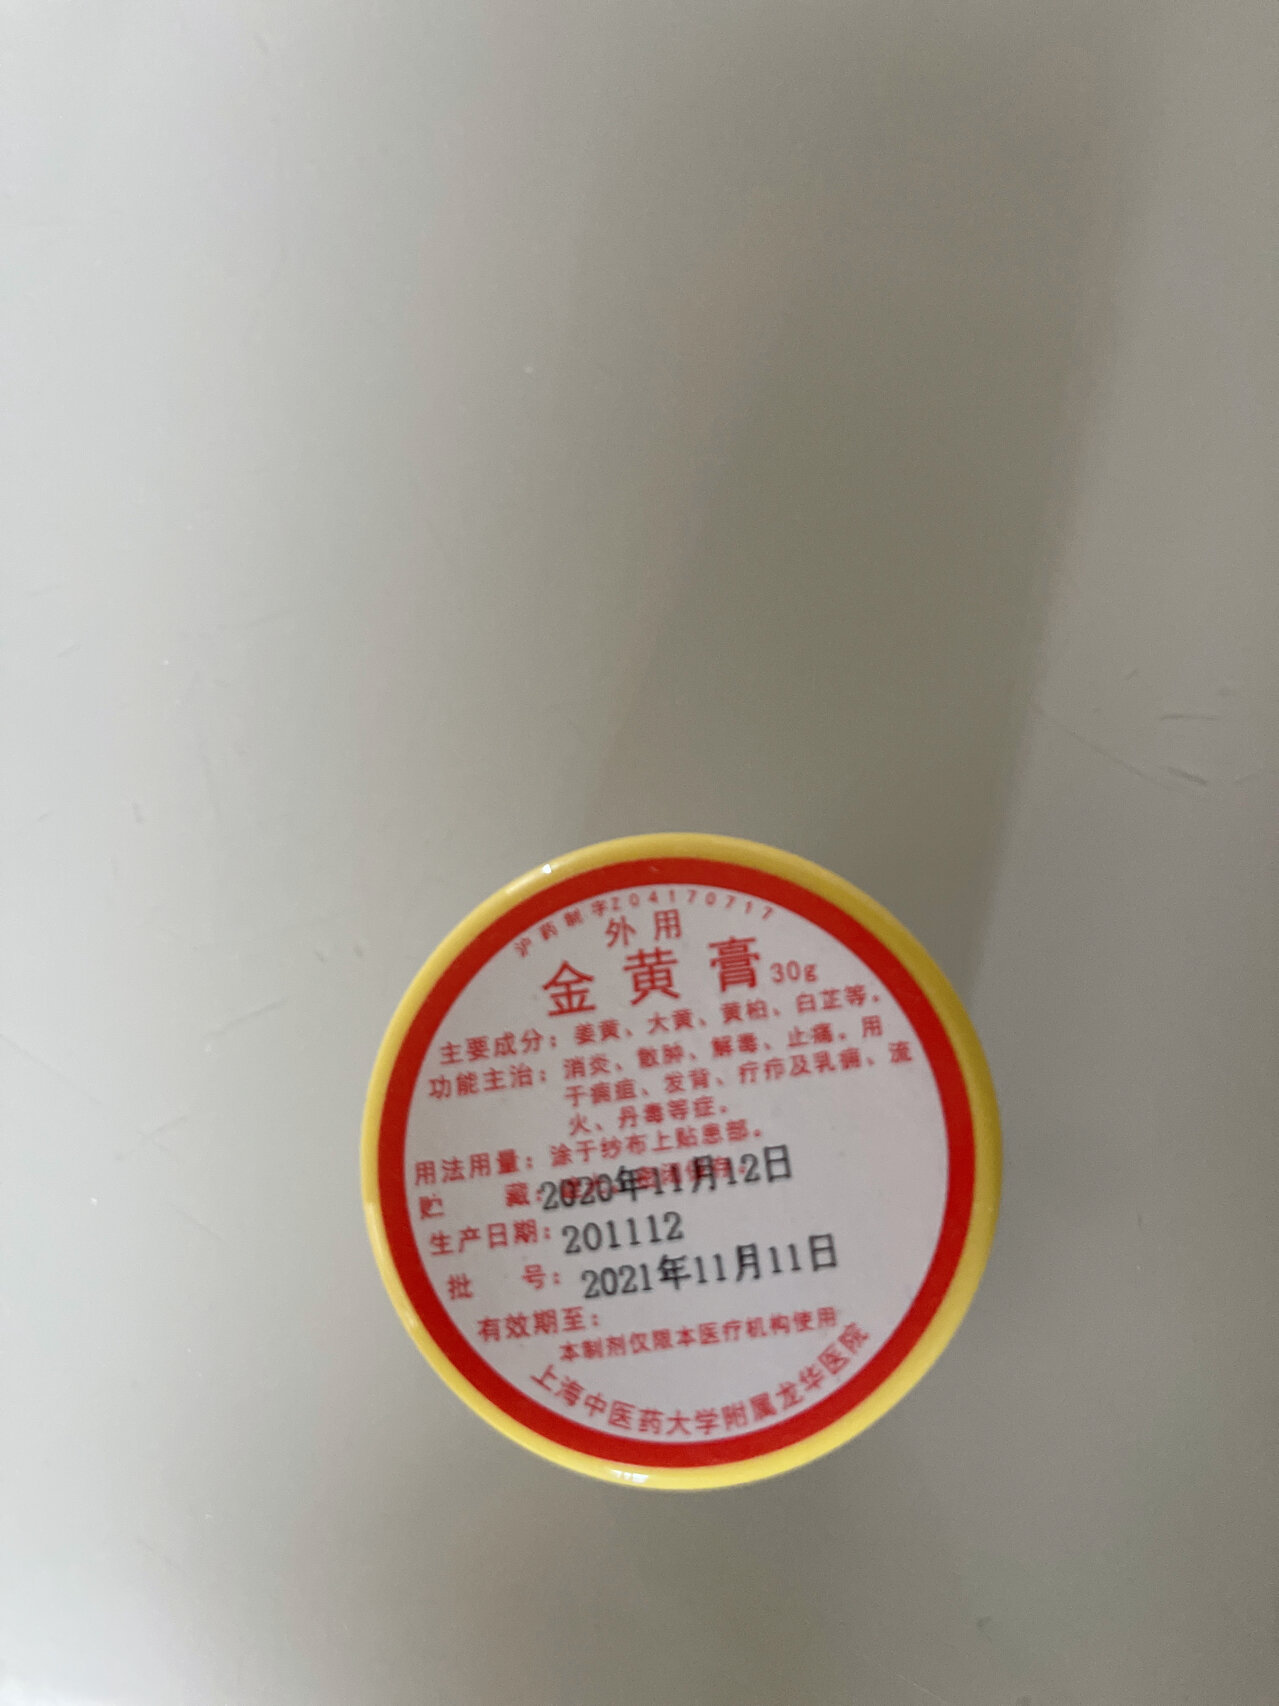 沪药制字Z04170717
外用
金黄膏30g
主要成分：姜黄、大黄、黄柏、白芷等。
功能主治：消炎、散肿、解毒、止痛。用
于痈疽、发背、疔疖及乳痈、流
火、丹毒等症。
用法用量：涂于纱布上贴患部。
贮 藏：
2020年11月12日
生产日期：
201112
批 号：
2021年11月11日
有效期至：
本制剂仅限本医疗机构使用
上海中医药大学附属龙华医院